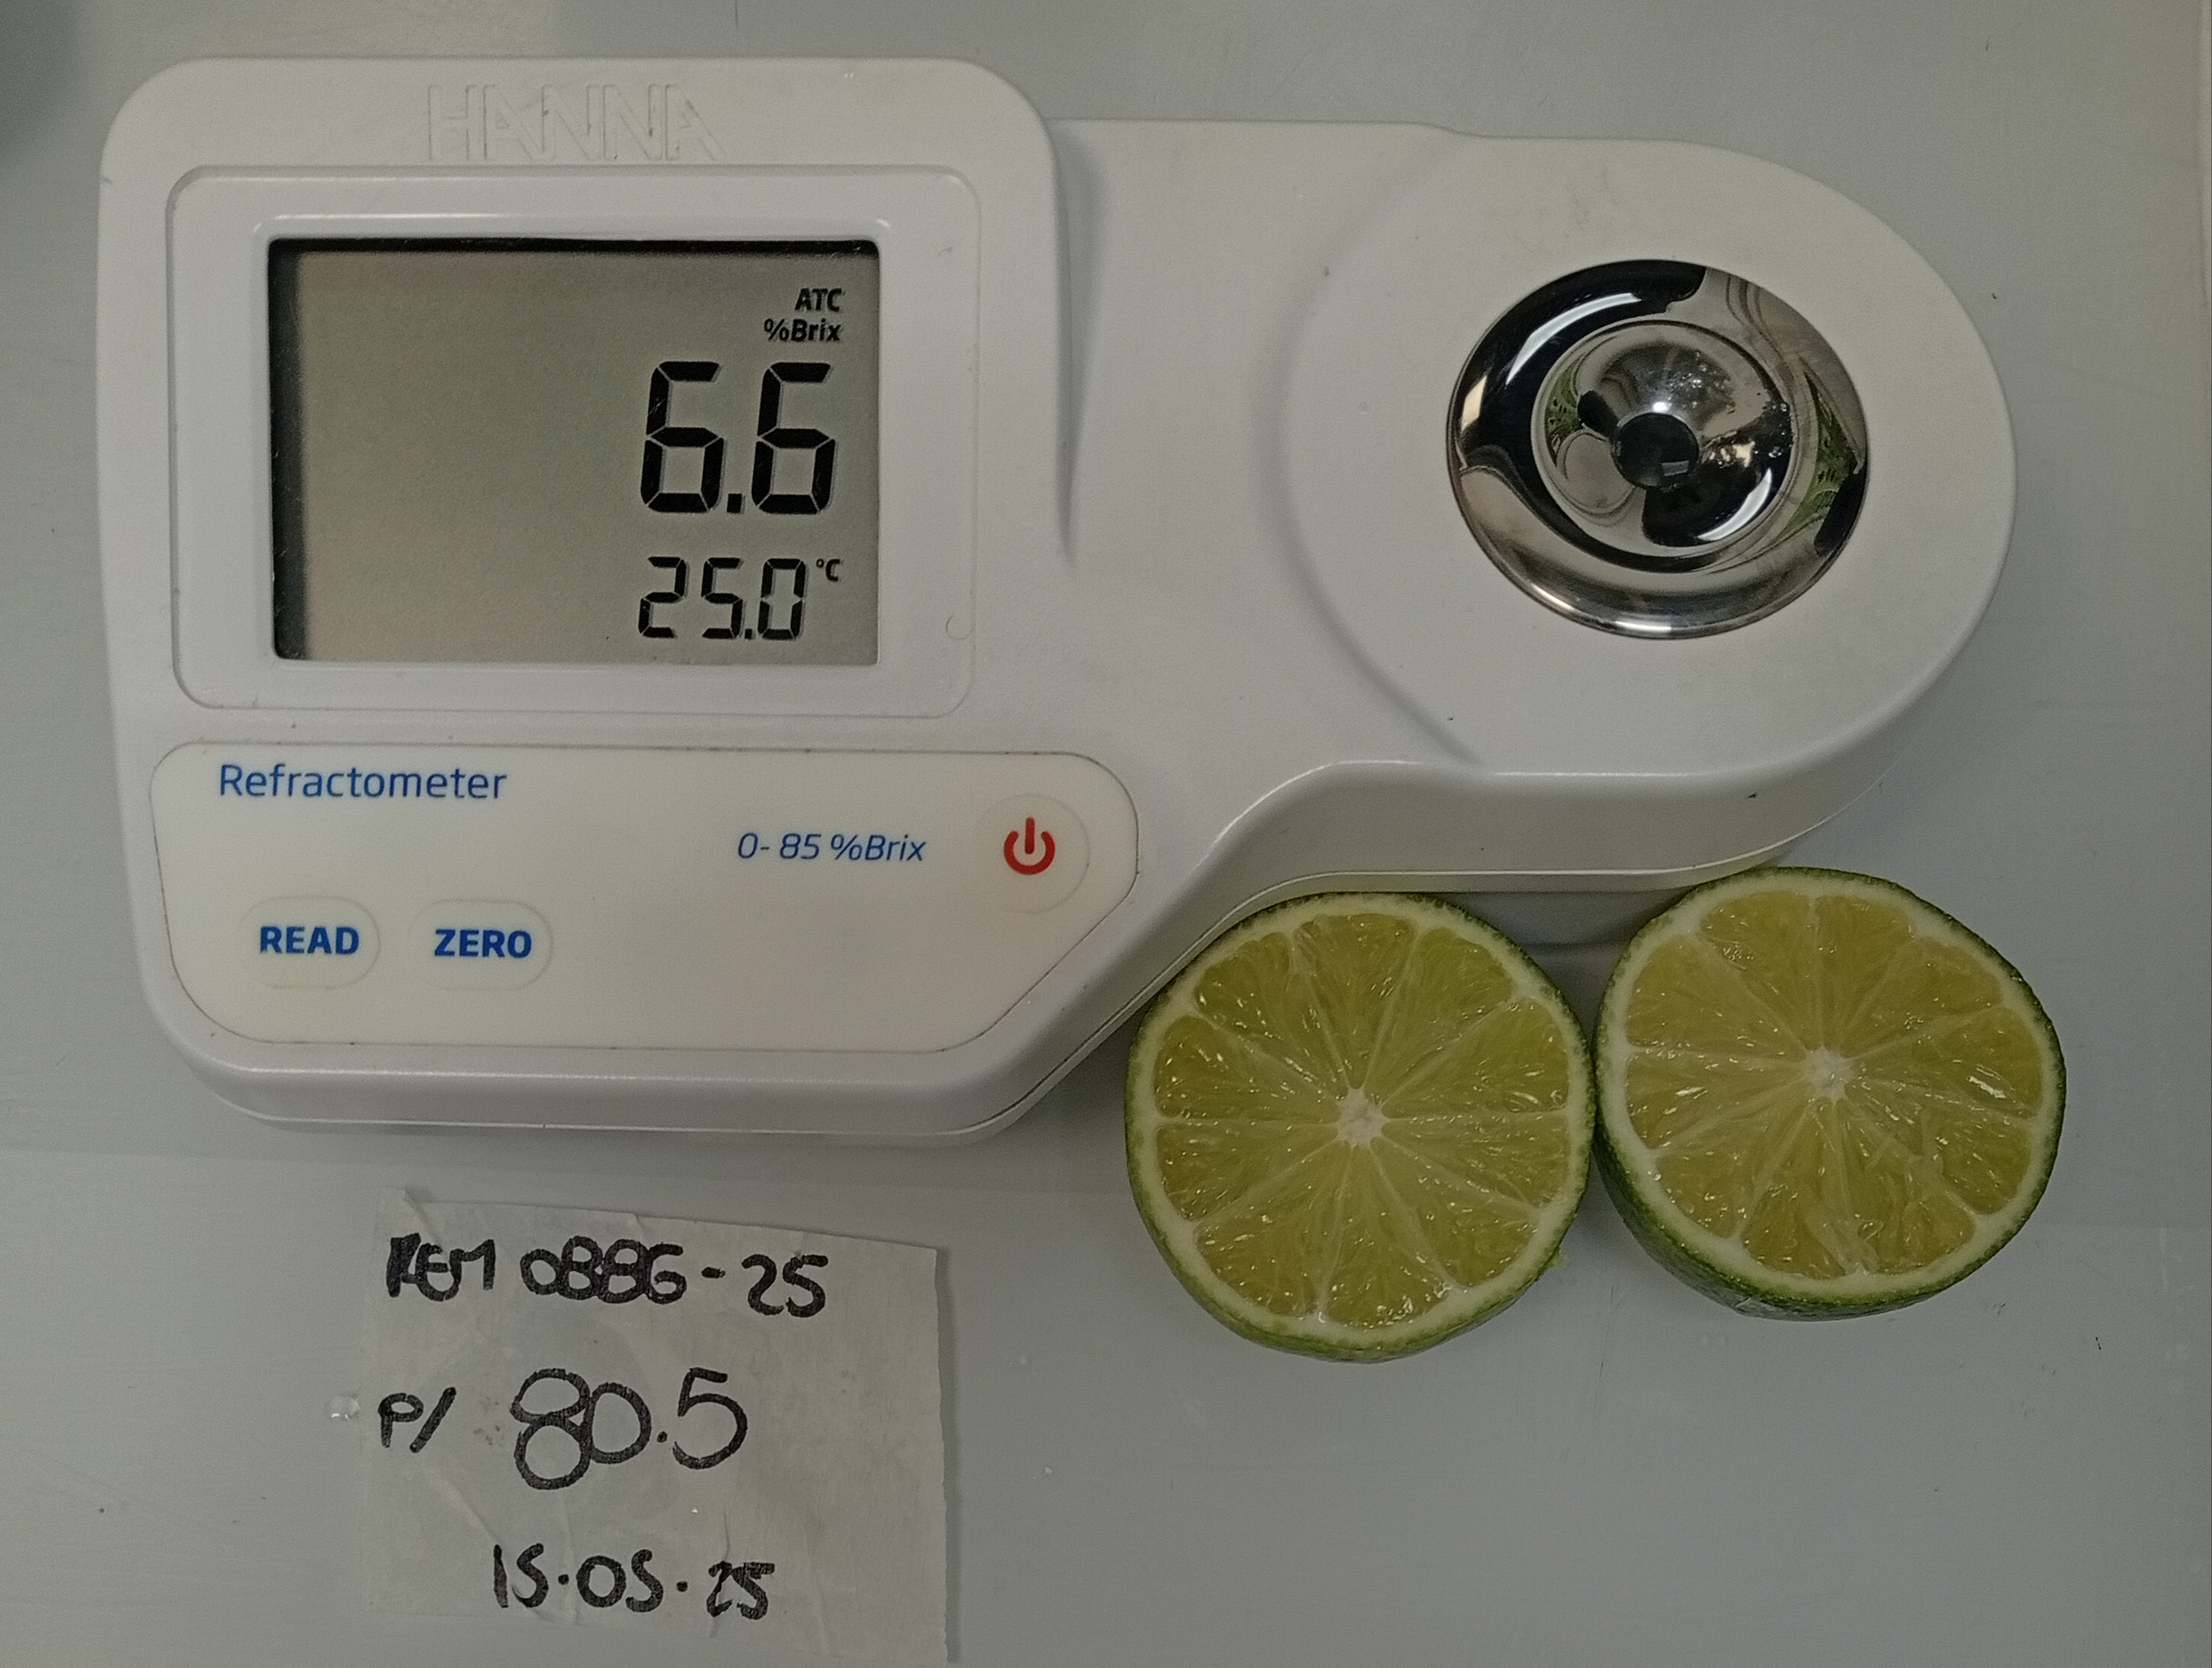 HANNA
ATC
%Brix
6.6
25.0°C
Refractometer
0-85 %Brix
READ ZERO
REM 0886-25
P/ 80.5
15.05.25